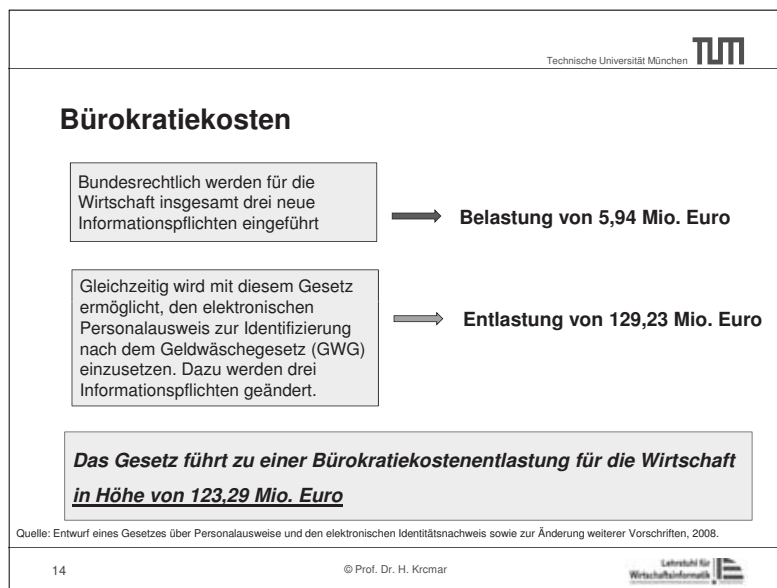 Technische Universität München TUM
Bürokratiekosten
Bundesrechtlich werden für die
Wirtschaft insgesamt drei neue
Informationspflichten eingeführt
Belastung von 5,94 Mio. Euro
Gleichzeitig wird mit diesem Gesetz
ermöglicht, den elektronischen
Personalausweis zur Identifizierung
nach dem Geldwäschegesetz (GWG)
einzusetzen. Dazu werden drei
Informationspflichten geändert.
Entlastung von 129,23 Mio. Euro
Das Gesetz führt zu einer Bürokratiekostenentlastung für die Wirtschaft
in Höhe von 123,29 Mio. Euro
Quelle: Entwurf eines Gesetzes über Personalausweise und den elektronischen Identitätsnachweis sowie zur Änderung weiterer Vorschriften, 2008.
14
© Prof. Dr. H. Krcmar
Lehrstuhl für
Wirtschaftsinformatik